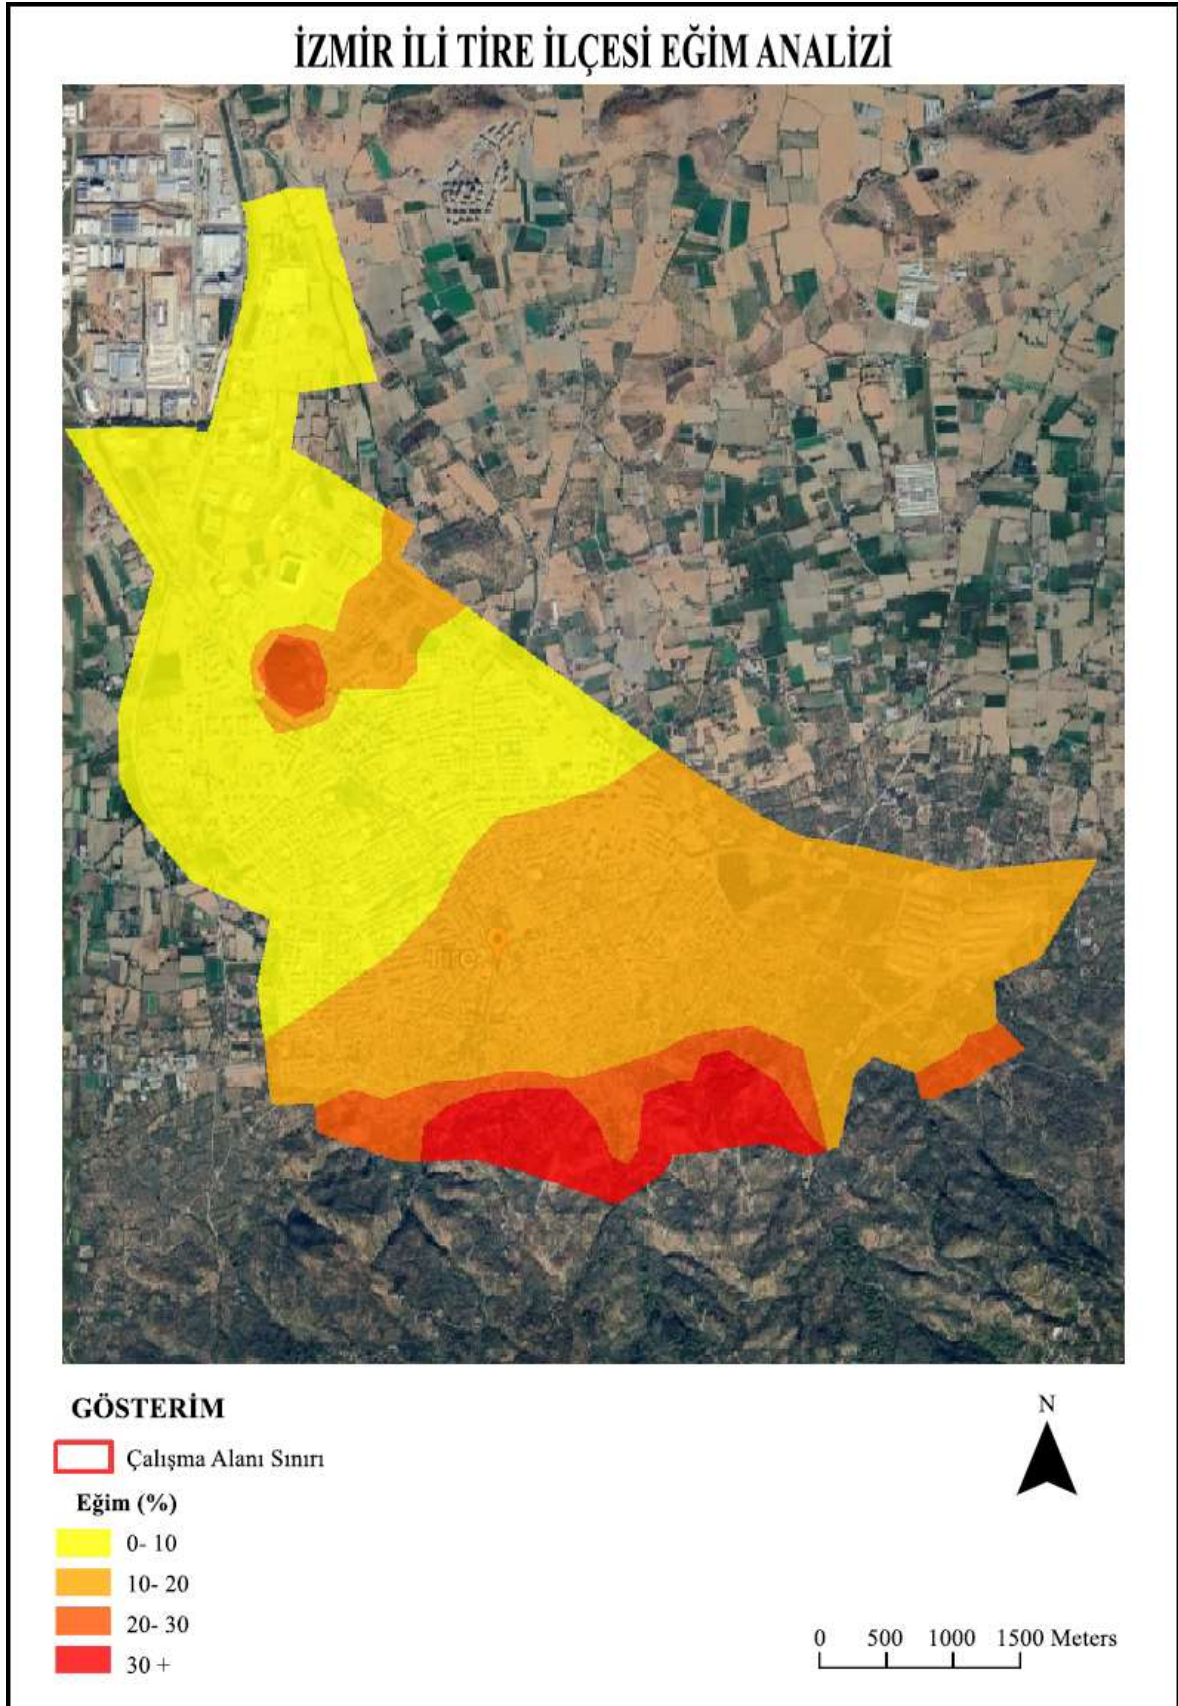 İZMİR İLİ TİRE İLÇESİ EĞİM ANALİZİ
Tire
GÖSTERİM
Çalışma Alanı Sınırı
Eğim (%)
0- 10
10- 20
20- 30
30 +
N
0 500 1000 1500 Meters